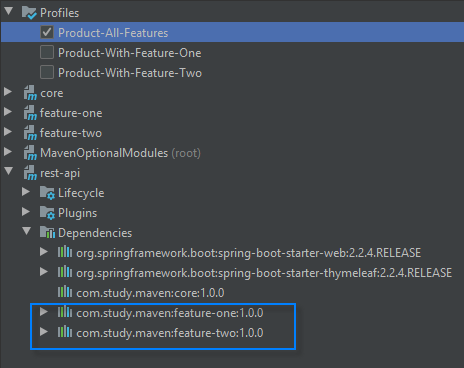 Profiles
Product-All-Features
Product-With-Feature-One
Product-With-Feature-Two
core
feature-one
feature-two
MavenOptionalModules (root)
rest-api
Lifecycle
Plugins
Dependencies
org.springframework.boot:spring-boot-starter-web:2.2.4.RELEASE
org.springframework.boot:spring-boot-starter-thymeleaf:2.2.4.RELEASE
com.study.maven:core:1.0.0
com.study.maven:feature-one:1.0.0
com.study.maven:feature-two:1.0.0